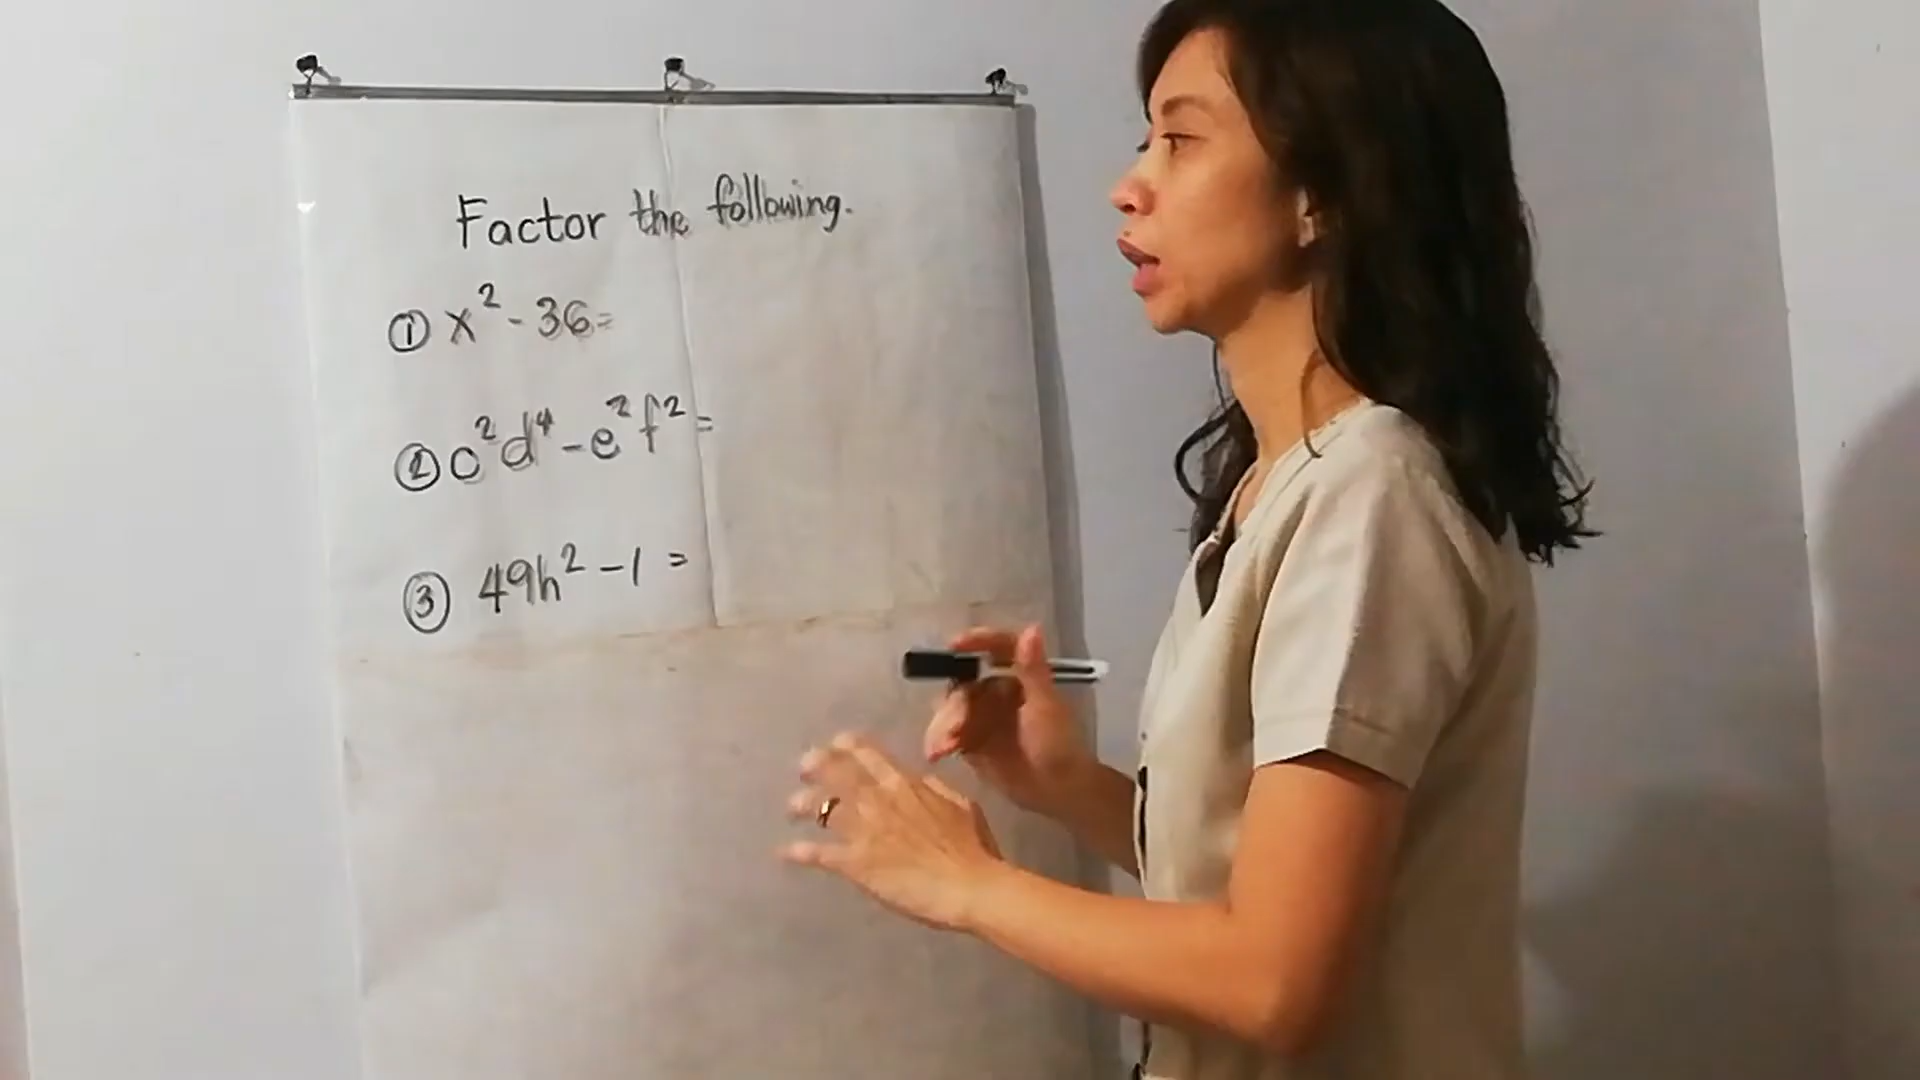 Factor the following.
① x² - 36 =
② c²d⁴ - e²f² =
③ 49h² - 1 =